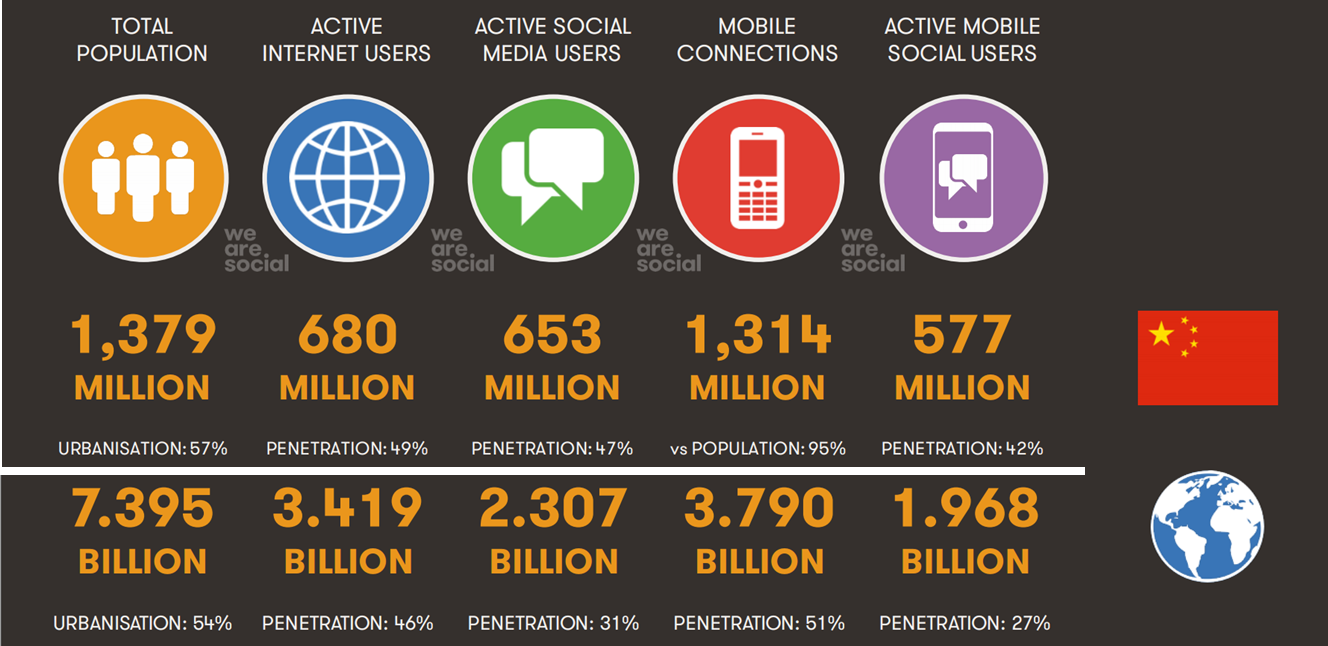 TOTAL
POPULATION
ACTIVE
INTERNET USERS
ACTIVE SOCIAL
MEDIA USERS
MOBILE
CONNECTIONS
ACTIVE MOBILE
SOCIAL USERS
we
are
social
we
are
social
we
are
social
we
are
social
1,379
MILLION
680
MILLION
653
MILLION
1,314
MILLION
577
MILLION
URBANISATION: 57%
PENETRATION: 49%
PENETRATION: 47%
vs POPULATION: 95%
PENETRATION: 42%
7.395
BILLION
3.419
BILLION
2.307
BILLION
3.790
BILLION
1.968
BILLION
URBANISATION: 54%
PENETRATION: 46%
PENETRATION: 31%
PENETRATION: 51%
PENETRATION: 27%